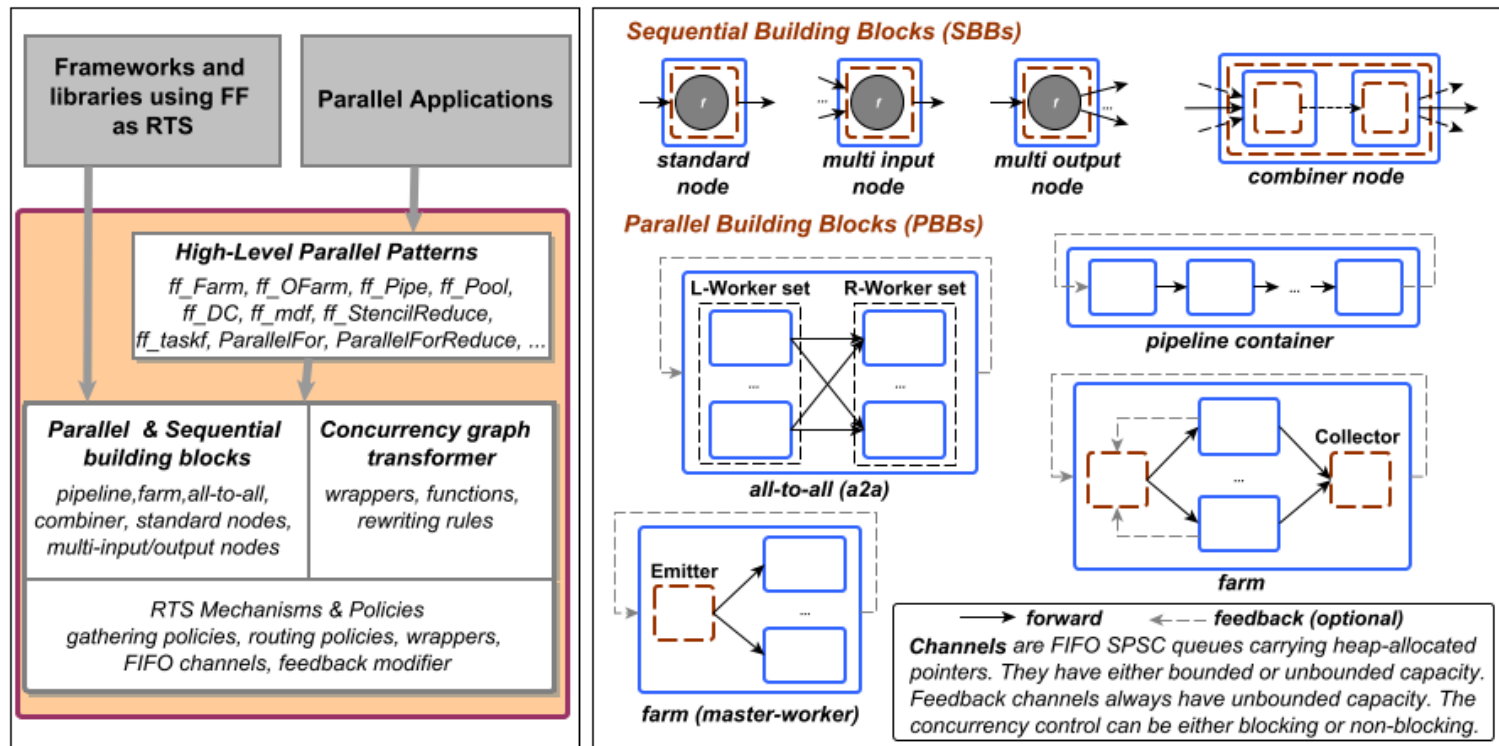 Frameworks and
libraries using FF
as RTS
Parallel Applications
High-Level Parallel Patterns
ff_Farm, ff_OFarm, ff_Pipe, ff_Pool,
ff_DC, ff_mdf, ff_StencilReduce,
ff_taskf, ParallelFor, ParallelForReduce, ...
Parallel & Sequential
building blocks
pipeline,farm,all-to-all,
combiner, standard nodes,
multi-input/output nodes
Concurrency graph
transformer
wrappers, functions,
rewriting rules
RTS Mechanisms & Policies
gathering policies, routing policies, wrappers,
FIFO channels, feedback modifier
Sequential Building Blocks (SBBs)
r
standard
node
...
r
multi input
node
r
...
multi output
node
combiner node
Parallel Building Blocks (PBBs)
L-Worker set
R-Worker set
...
...
all-to-all (a2a)
...
pipeline container
Collector
...
farm
Emitter
...
farm (master-worker)
forward
feedback (optional)
Channels are FIFO SPSC queues carrying heap-allocated
pointers. They have either bounded or unbounded capacity.
Feedback channels always have unbounded capacity. The
concurrency control can be either blocking or non-blocking.